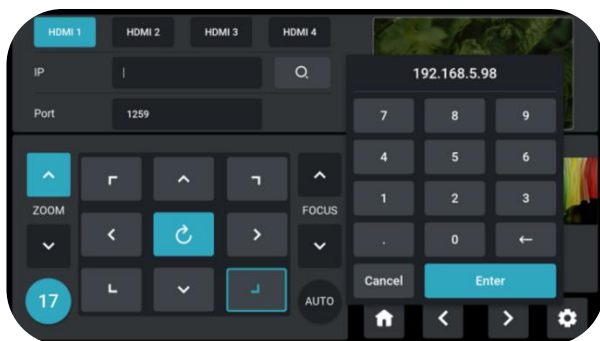 HDMI 1 HDMI 2 HDMI 3 HDMI 4
IP
Port 1259
192.168.5.98
7 8 9
4 5 6
1 2 3
. 0
Cancel Enter
ZOOM
FOCUS
17
AUTO